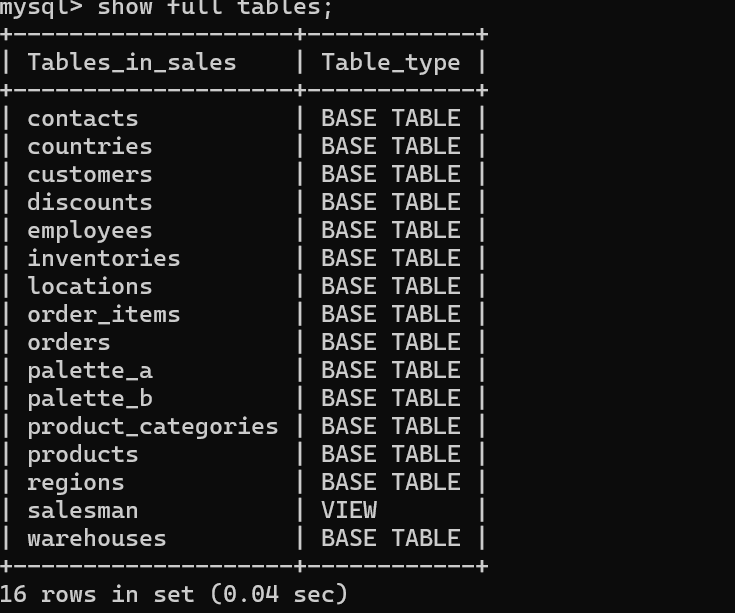 mysql> show full tables;
+--------------------+------------+
| Tables_in_sales    | Table_type |
+--------------------+------------+
| contacts           | BASE TABLE |
| countries          | BASE TABLE |
| customers          | BASE TABLE |
| discounts          | BASE TABLE |
| employees          | BASE TABLE |
| inventories        | BASE TABLE |
| locations          | BASE TABLE |
| order_items        | BASE TABLE |
| orders             | BASE TABLE |
| palette_a          | BASE TABLE |
| palette_b          | BASE TABLE |
| product_categories | BASE TABLE |
| products           | BASE TABLE |
| regions            | BASE TABLE |
| salesman           | VIEW       |
| warehouses         | BASE TABLE |
+--------------------+------------+
16 rows in set (0.04 sec)